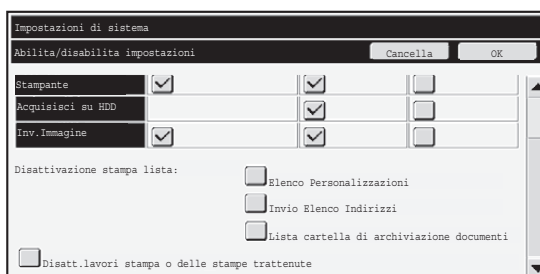 Impostazioni di sistema
Abilita/disabilita impostazioni
Cancella
OK
Stampante
Acquisisci su HDD
Inv.Immagine
Disattivazione stampa lista:
Elenco Personalizzazioni
Invio Elenco Indirizzi
Lista cartella di archiviazione documenti
Disatt.lavori stampa o delle stampe trattenute